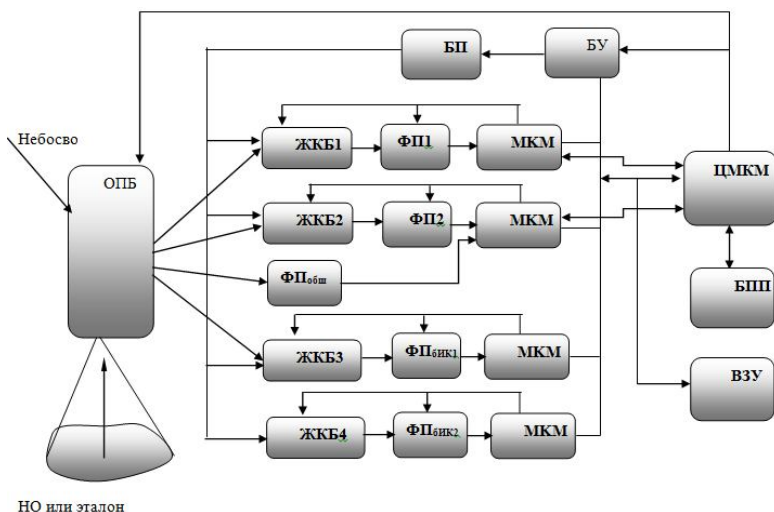 БП
БУ
Небосво
ОПБ
ЖКБ1
ФП1
МКМ
ЦМКМ
ЖКБ2
ФП2
МКМ
ФПобщ
БПП
ЖКБ3
ФПбИК1
МКМ
ВЗУ
ЖКБ4
ФПбИК2
МКМ
НО или эталон